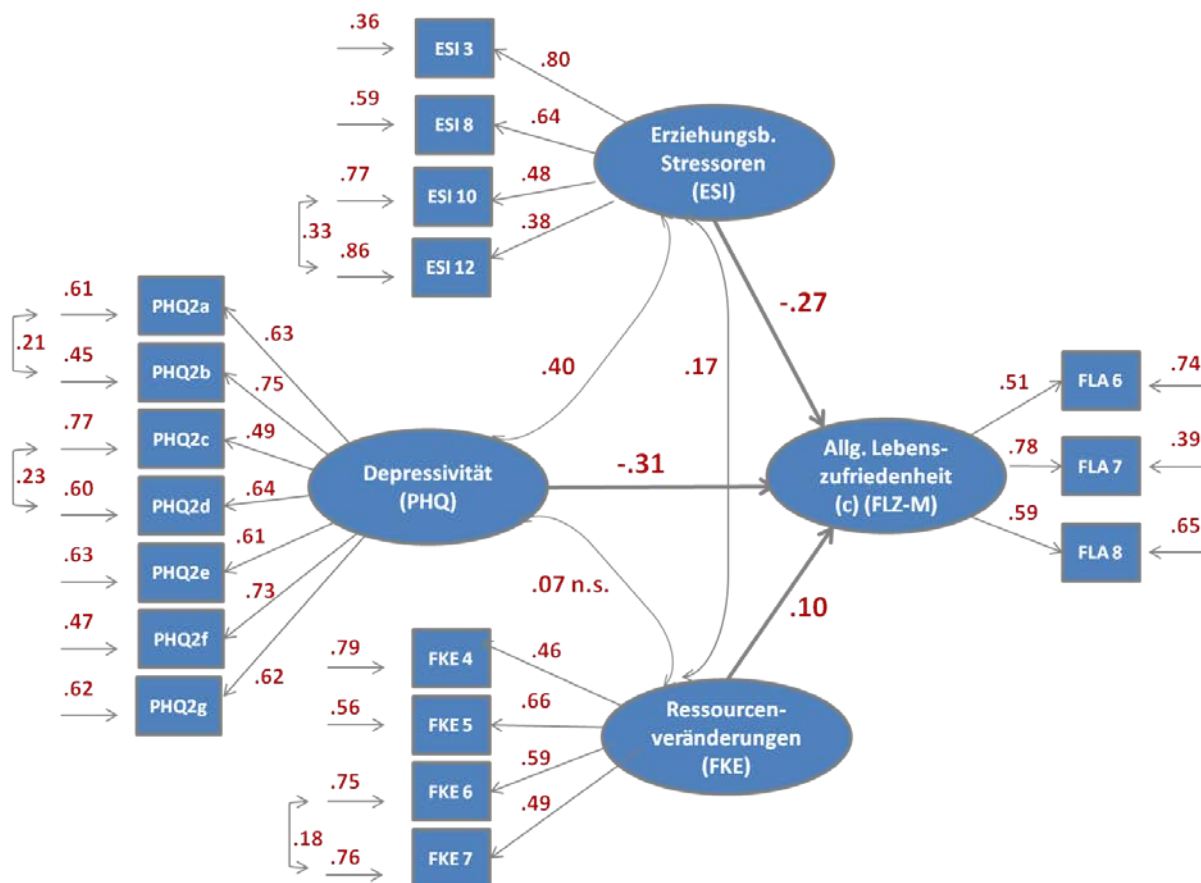 .36
ESI 3
.80
.59
ESI 8
.64
.77
ESI 10
.48
.33
.86
ESI 12
.38
Erziehungsb.
Stressoren
(ESI)
-.27
.40
.17
.61
PHQ2a
.63
.21
.45
PHQ2b
.75
.77
PHQ2c
.49
.23
.60
PHQ2d
.64
.63
PHQ2e
.61
.47
PHQ2f
.73
.62
PHQ2g
.62
Depressivität
(PHQ)
-.31
Allg. Lebens-
zufriedenheit
(c) (FLZ-M)
.51
FLA 6
.74
.78
FLA 7
.39
.59
FLA 8
.65
.07 n.s.
.10
.79
FKE 4
.46
.56
FKE 5
.66
.75
FKE 6
.59
.18
.76
FKE 7
.49
Ressourcen-
veränderungen
(FKE)